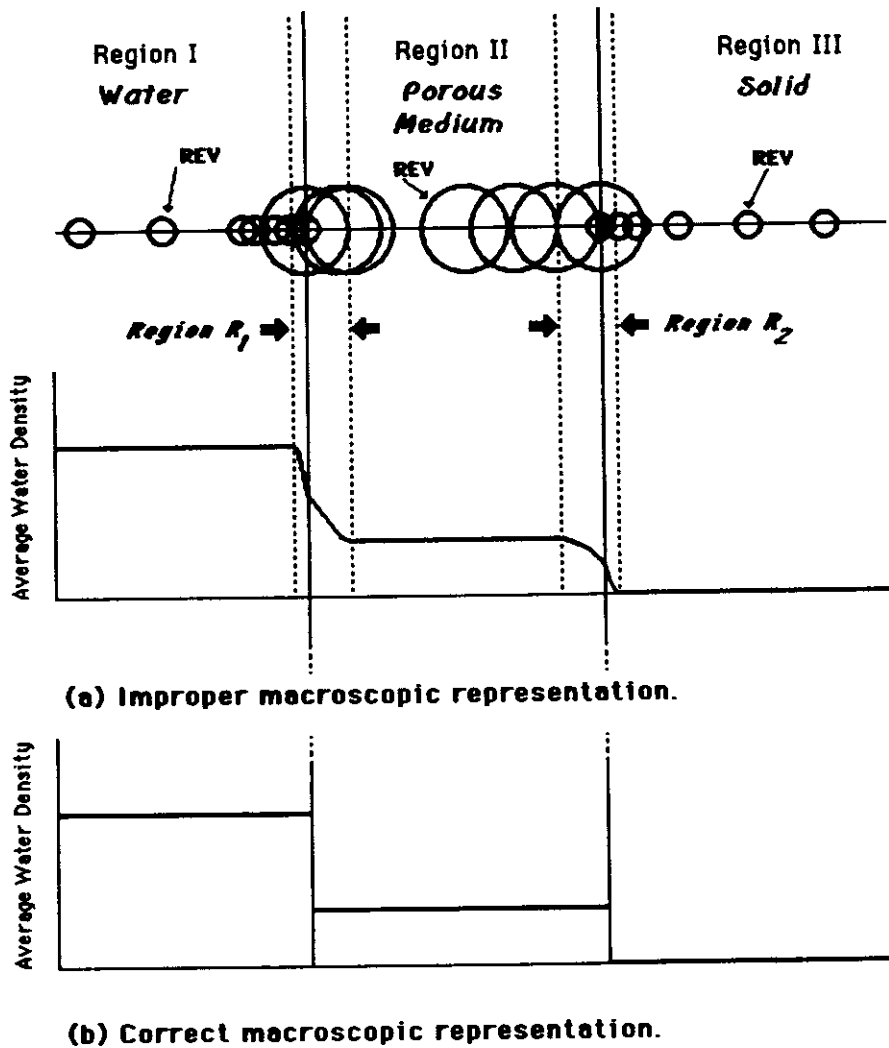 Region I
Water
Region II
Porous
Medium
Region III
Solid
REV
REV
REV
Region R1
Region R2
Average Water Density
(a) Improper macroscopic representation.
Average Water Density
(b) Correct macroscopic representation.